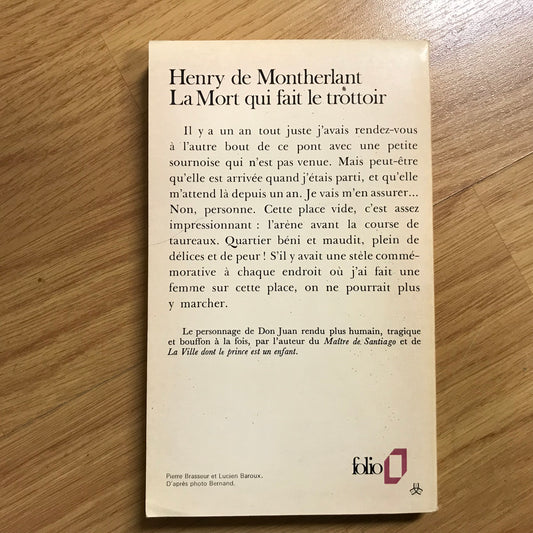 Henry de Montherlant
La Mort qui fait le trottoir
Il y a un an tout juste j'avais rendez-vous
à l'autre bout de ce pont avec une petite
sournoise qui n'est pas venue. Mais peut-être
qu'elle est arrivée quand j'étais parti, et qu'elle
m'attend là depuis un an. Je vais m'en assurer...
Non, personne. Cette place vide, c'est assez
impressionnant : l'arène avant la course de
taureaux. Quartier béni et maudit, plein de
délices et de peur ! S'il y avait une stèle commé-
morative à chaque endroit où j'ai fait une
femme sur cette place, on ne pourrait plus
y marcher.
Le personnage de Don Juan rendu plus humain, tragique
et bouffon à la fois, par l'auteur du Maître de Santiago et de
La Ville dont le prince est un enfant.
folio
Pierre Brasseur et Lucien Baroux.
D'après photo Bernand.